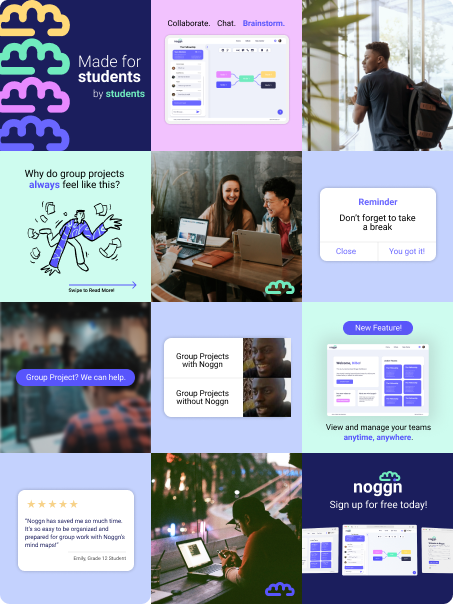 Made for
students
by students
Collaborate. Chat. Brainstorm.
Why do group projects
always feel like this?
Swipe to Read More!
Reminder
Don't forget to take
a break
Close
You got it!
Group Project? We can help.
Group Projects
with Noggn
Group Projects
without Noggn
New Feature!
View and manage your teams
anytime, anywhere.
"Noggn has saved me so much time.
It's so easy to be organized and
prepared for group work with Noggn's
mind maps!"
Emily, Grade 12 Student
noggn
Sign up for free today!